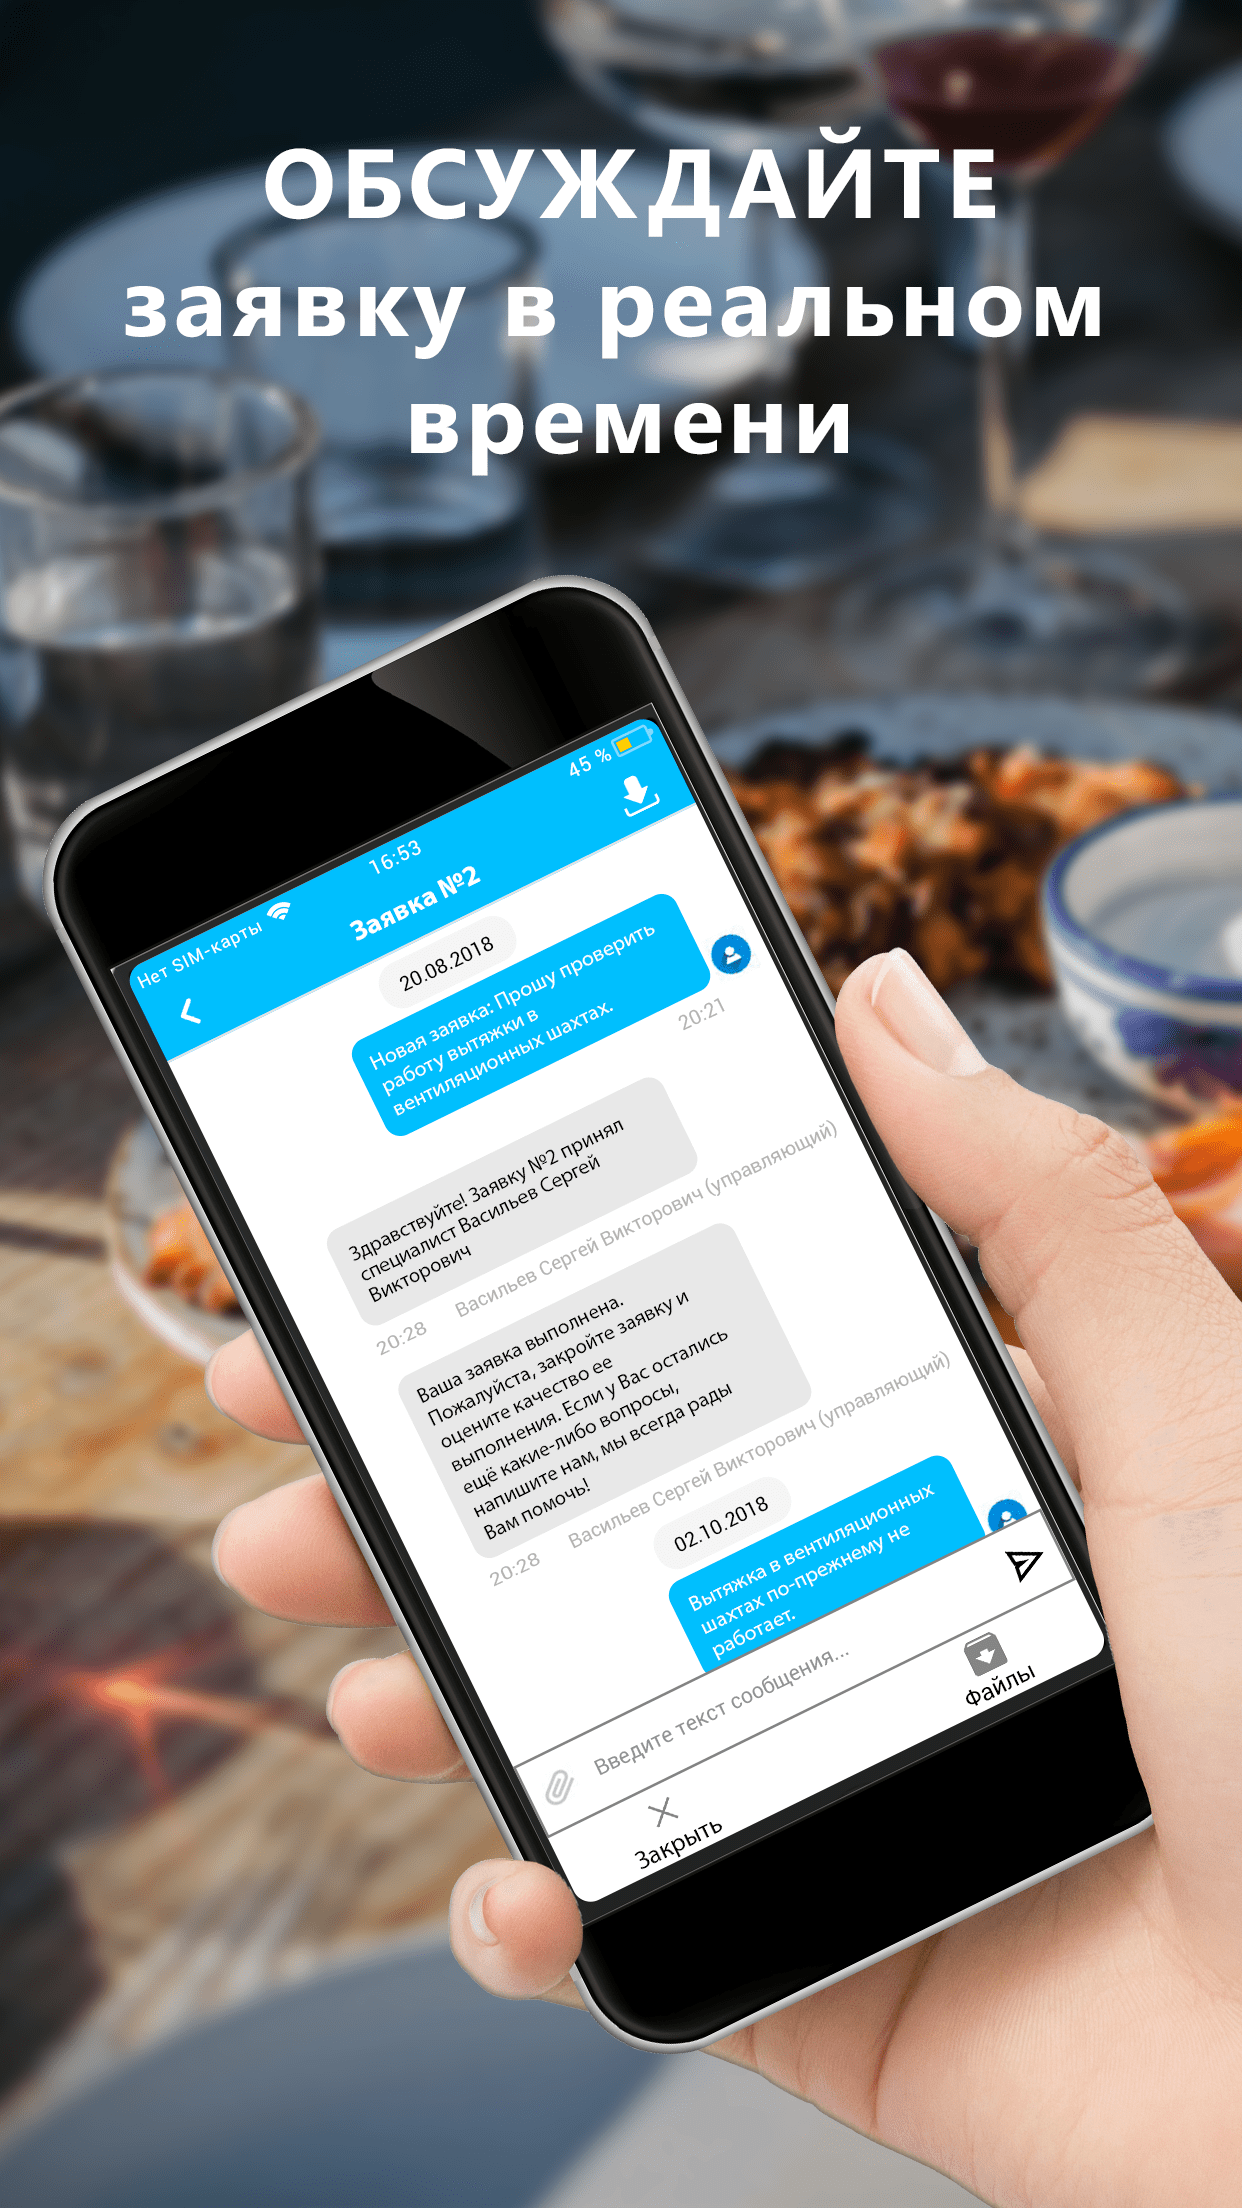 ОБСУЖДАЙТЕ
заявку в реальном
времени
Нет SIM-карты
16:53
45 %
Заявка №2
20.08.2018
Новая заявка: Прошу проверить
работу вытяжки в
вентиляционных шахтах.
20:21
Здравствуйте! Заявку №2 принял
специалист Васильев Сергей
Викторович
20:28 Васильев Сергей Викторович (управляющий)
Ваша заявка выполнена.
Пожалуйста, закройте заявку и
оцените качество ее
выполнения. Если у Вас остались
ещё какие-либо вопросы,
напишите нам, мы всегда рады
Вам помочь!
20:28 Васильев Сергей Викторович (управляющий)
02.10.2018
Вытяжка в вентиляционных
шахтах по-прежнему не
работает.
Введите текст сообщения...
Закрыть
Файлы